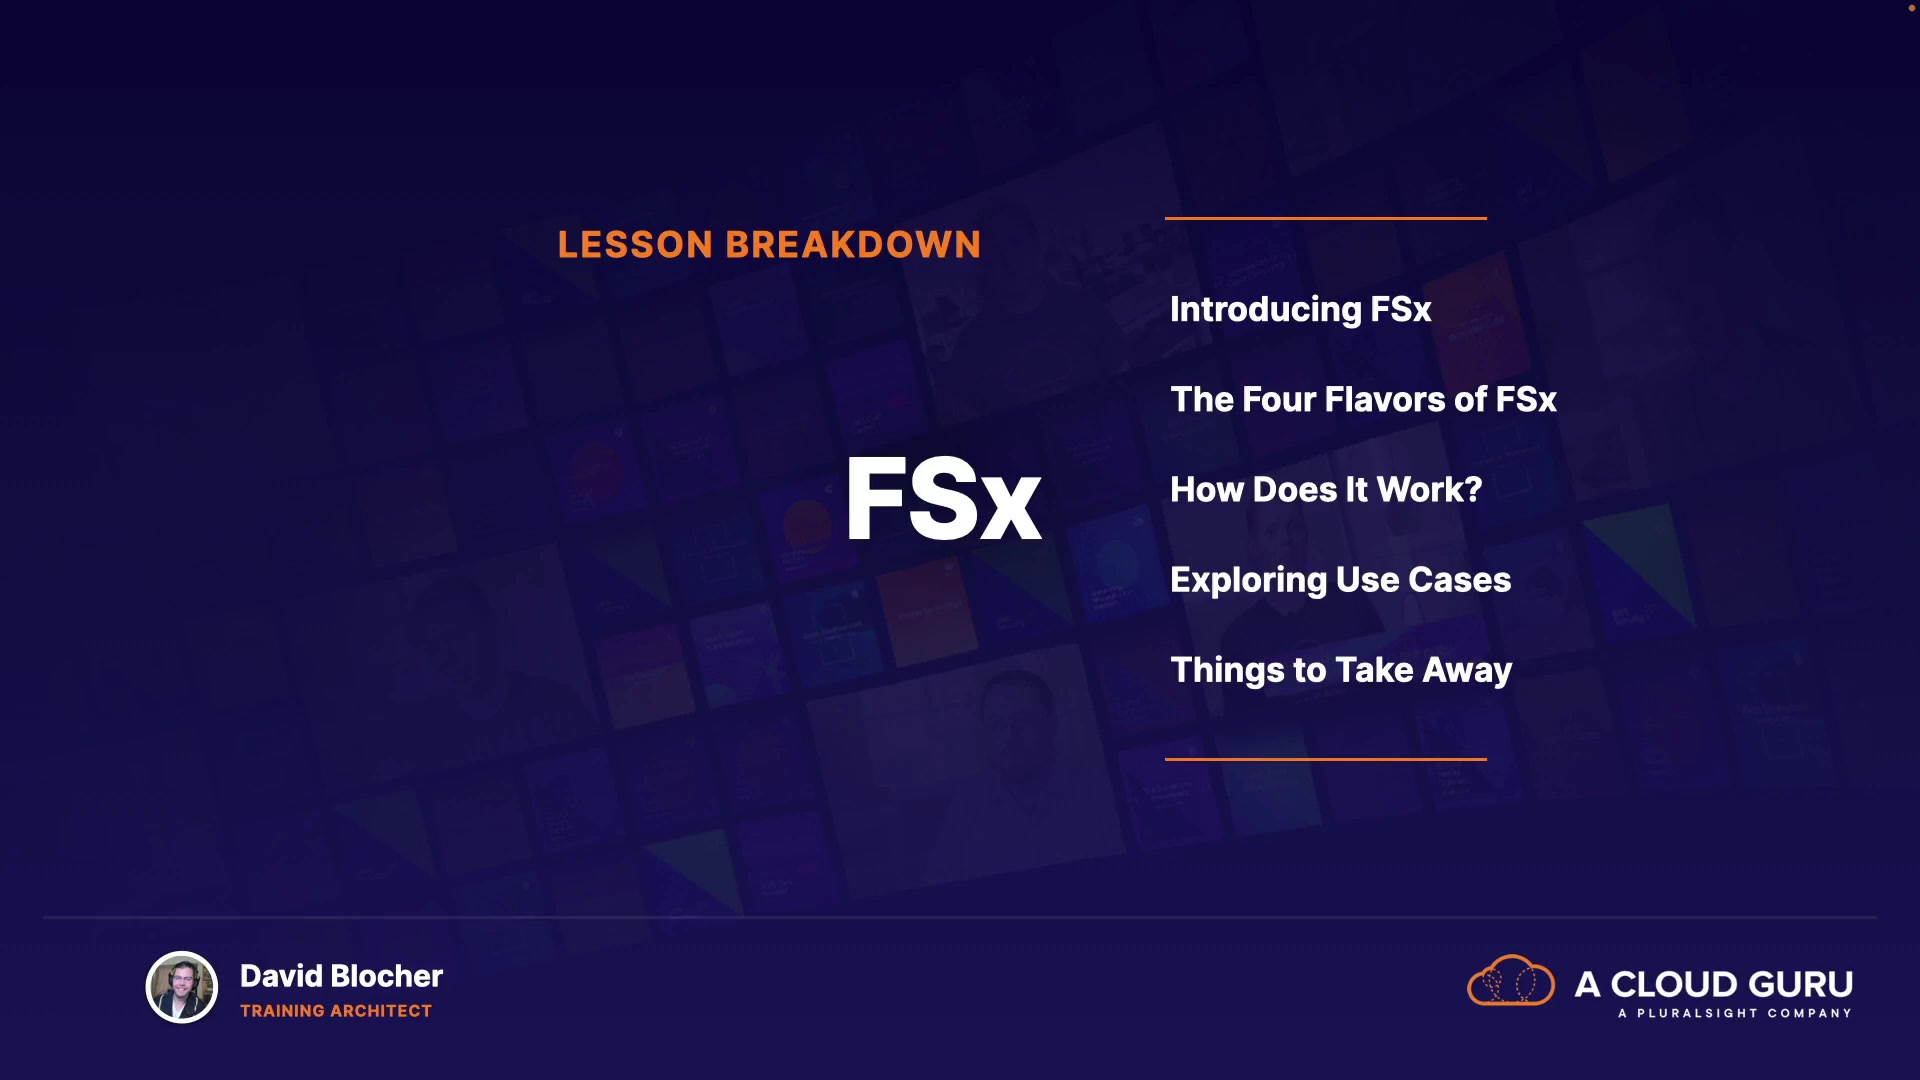 LESSON BREAKDOWN
FSx
Introducing FSx
The Four Flavors of FSx
How Does It Work?
Exploring Use Cases
Things to Take Away
David Blocher
TRAINING ARCHITECT
A CLOUD GURU
A PLURALSIGHT COMPANY